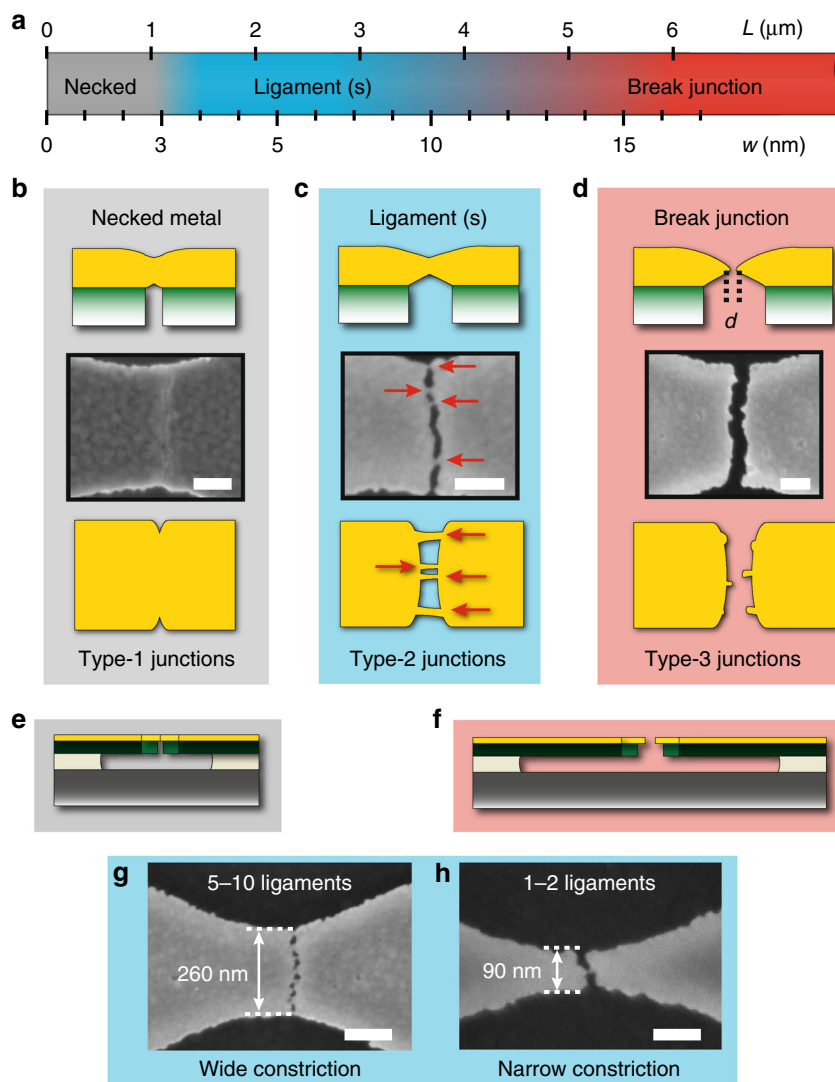 a
0 1 2 3 4 5 6 L (μm)
Necked Ligament (s) Break junction
0 3 5 10 15 w (nm)
b c d
Necked metal Ligament (s) Break junction
d
Type-1 junctions Type-2 junctions Type-3 junctions
e f
g h
5–10 ligaments 1–2 ligaments
260 nm 90 nm
Wide constriction Narrow constriction